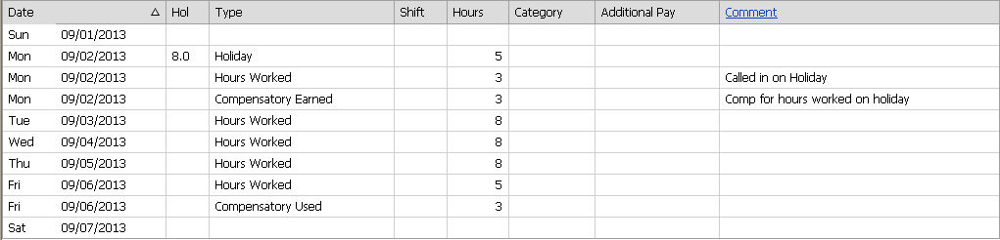 Date △ Hol Type Shift Hours Category Additional Pay Comment
Sun 09/01/2013
Mon 09/02/2013 8.0 Holiday 5
Mon 09/02/2013 Hours Worked 3 Called in on Holiday
Mon 09/02/2013 Compensatory Earned 3 Comp for hours worked on holiday
Tue 09/03/2013 Hours Worked 8
Wed 09/04/2013 Hours Worked 8
Thu 09/05/2013 Hours Worked 8
Fri 09/06/2013 Hours Worked 5
Fri 09/06/2013 Compensatory Used 3
Sat 09/07/2013